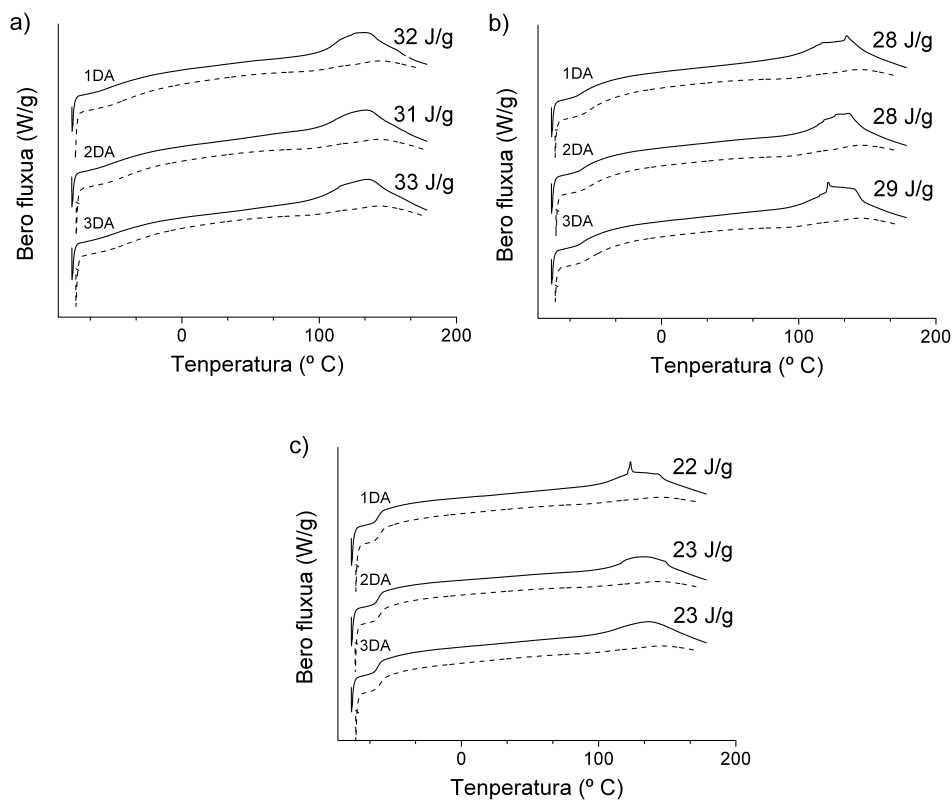 a)
32 J/g
1DA
31 J/g
2DA
33 J/g
3DA
Bero fluxua (W/g)
0 100 200
Tenperatura (º C)
b)
28 J/g
1DA
28 J/g
2DA
29 J/g
3DA
Bero fluxua (W/g)
0 100 200
Tenperatura (º C)
c)
22 J/g
1DA
23 J/g
2DA
23 J/g
3DA
Bero fluxua (W/g)
0 100 200
Tenperatura (º C)